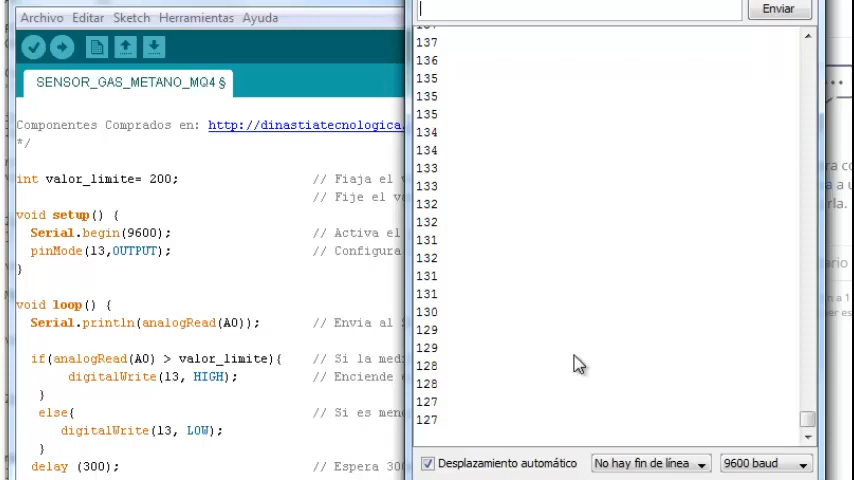 Archivo Editar Sketch Herramientas Ayuda
SENSOR_GAS_METANO_MQ4 §
Componentes Comprados en: http://dinastiatecnologica.
*/
int valor_limite= 200; // Fiaja el
// Fije el
void setup() {
Serial.begin(9600); // Activa el
pinMode(13,OUTPUT); // Configura
}
void loop() {
Serial.println(analogRead(A0)); // Envia al
if(analogRead(A0) > valor_limite){ // Si la med
digitalWrite(13, HIGH); // Enciende
}
else{ // Si es men
digitalWrite(13, LOW);
}
delay (300); // Espera 30
Enviar
137
137
136
135
135
135
134
134
133
133
132
132
131
132
131
131
130
129
129
128
128
127
127
Desplazamiento automático No hay fin de línea 9600 baud